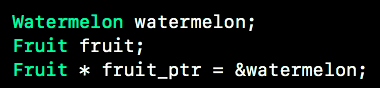 Watermelon watermelon;
Fruit fruit;
Fruit * fruit_ptr = &watermelon;